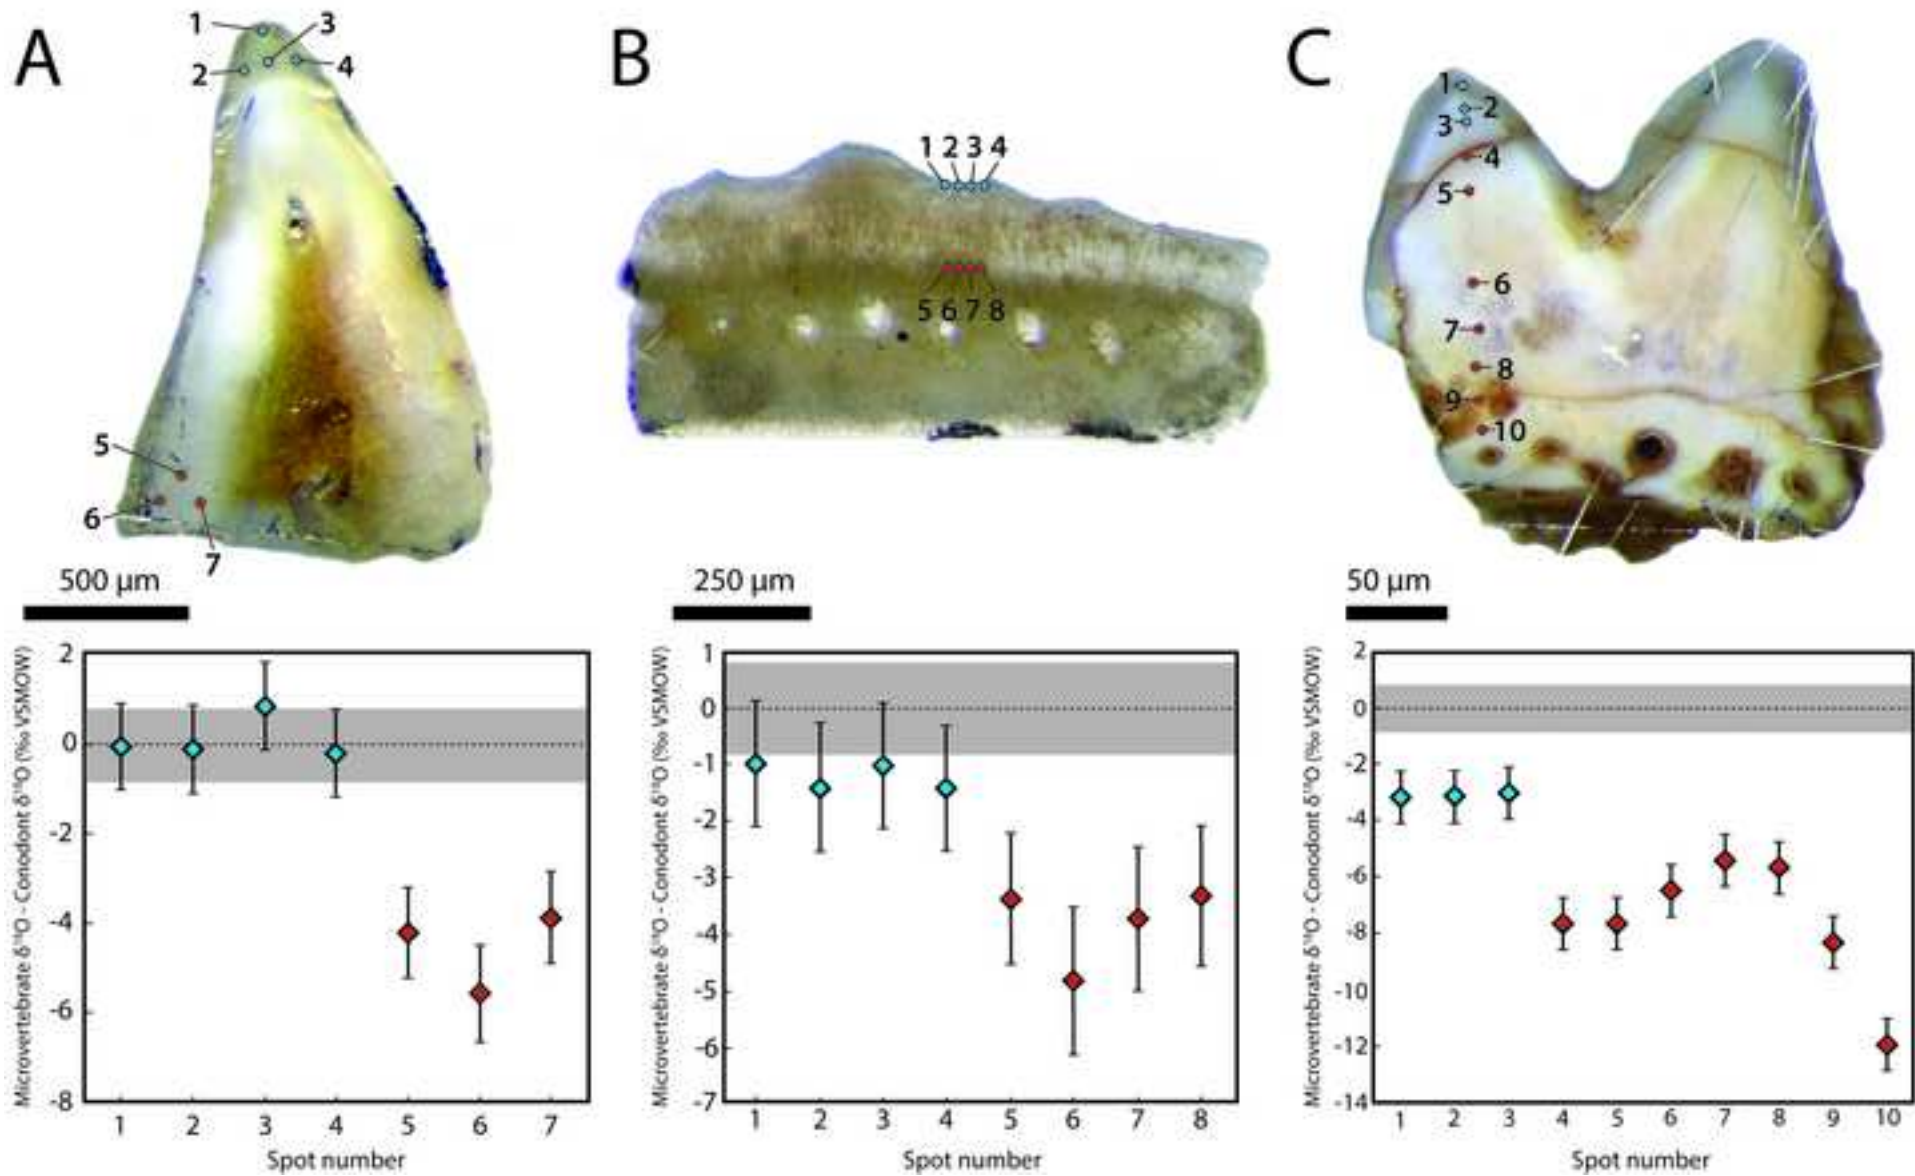 A
1
3
2
4
5
6
7
500 µm
B
1 2 3 4
5 6 7 8
250 µm
C
1
2
3
4
5
6
7
8
9
10
50 µm
Microvertebrate δ¹⁸O - Conodont δ¹⁸O (‰ VSMOW)
2
0
-2
-4
-6
-8
1 2 3 4 5 6 7
Spot number
Microvertebrate δ¹⁸O - Conodont δ¹⁸O (‰ VSMOW)
1
0
-1
-2
-3
-4
-5
-6
-7
1 2 3 4 5 6 7 8
Spot number
Microvertebrate δ¹⁸O - Conodont δ¹⁸O (‰ VSMOW)
2
0
-2
-4
-6
-8
-10
-12
-14
1 2 3 4 5 6 7 8 9 10
Spot number